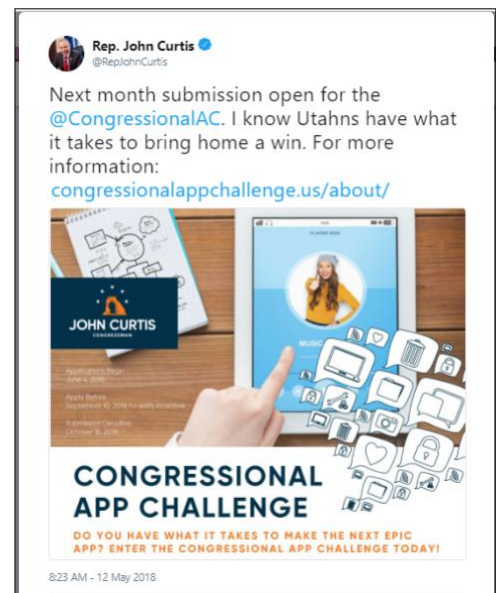 Rep. John Curtis
@RepJohnCurtis
Next month submission open for the
@CongressionalAC. I know Utahns have what
it takes to bring home a win. For more
information:
congressionalappchallenge.us/about/
PLAYING NOW
MUSIC
JOHN CURTIS
CONGRESSMAN
Applications Begin
June 4, 2018
Apply Before
September 10, 2018 for early incentive
Submission Deadline
October 15, 2018
CONGRESSIONAL
APP CHALLENGE
DO YOU HAVE WHAT IT TAKES TO MAKE THE NEXT EPIC
APP? ENTER THE CONGRESSIONAL APP CHALLENGE TODAY!
8:23 AM - 12 May 2018